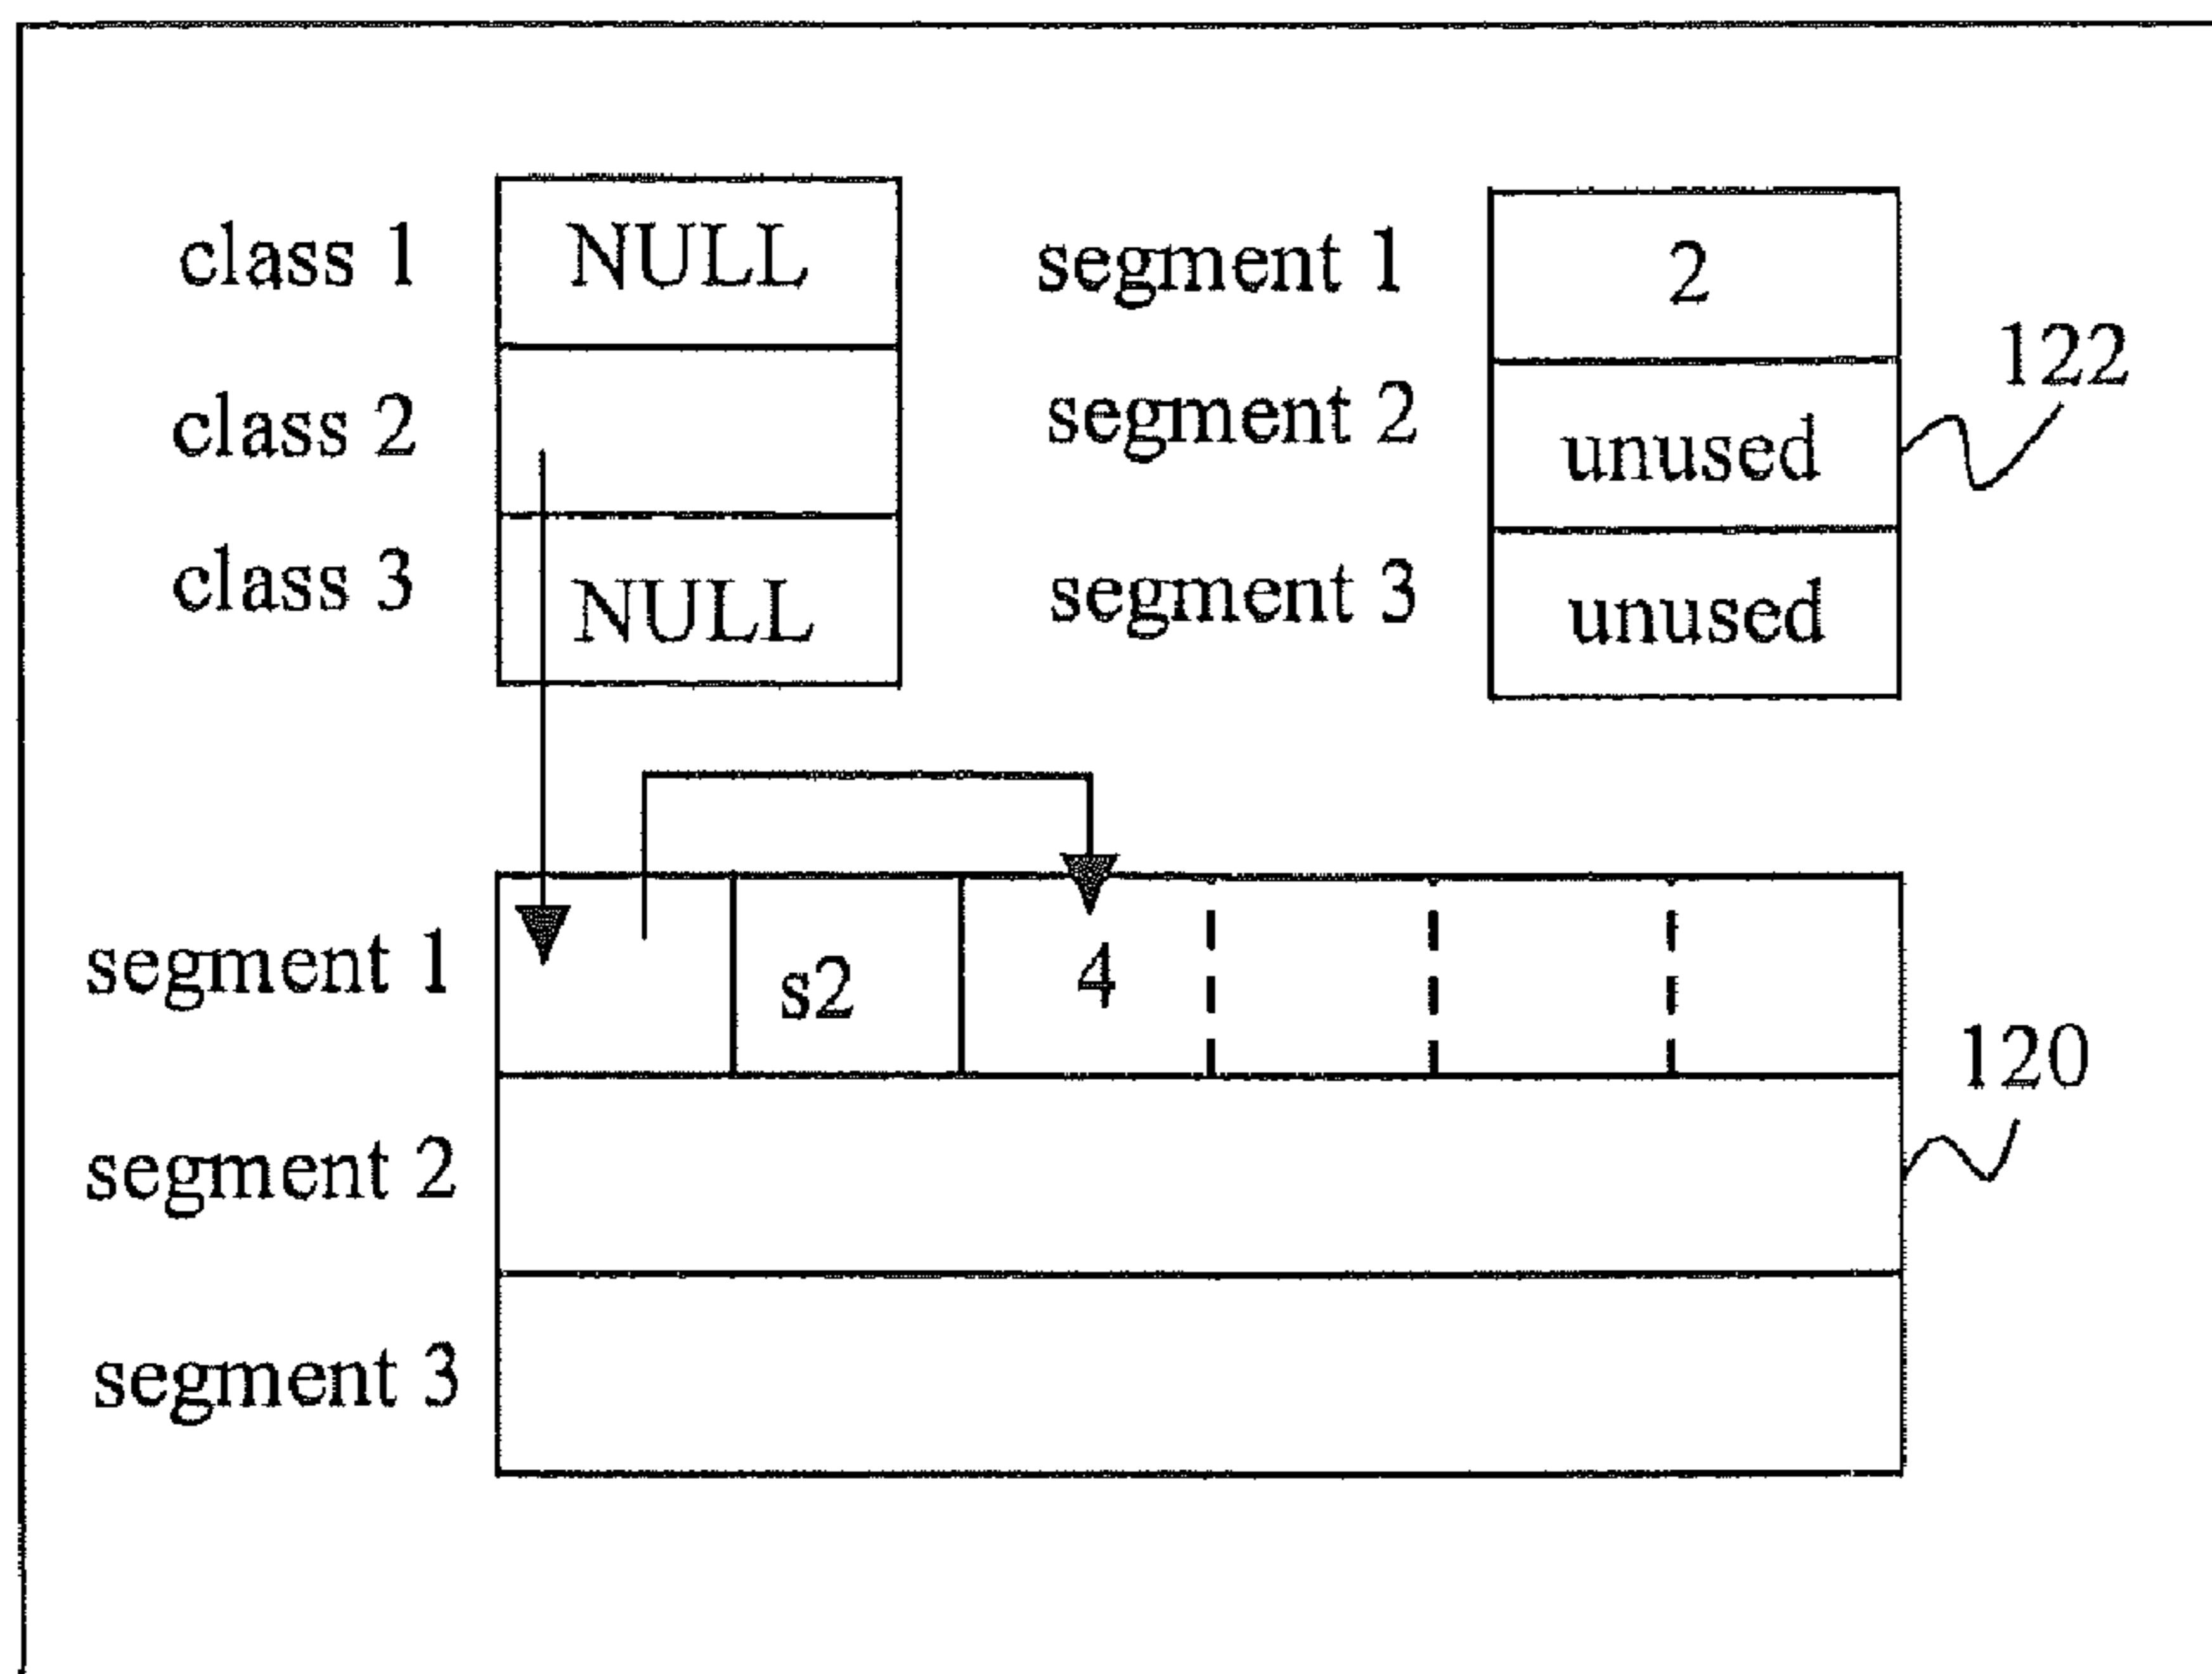 class 1 NULL
class 2
class 3 NULL
segment 1 2
segment 2 unused
segment 3 unused
122
segment 1 s2 4
segment 2
segment 3
120